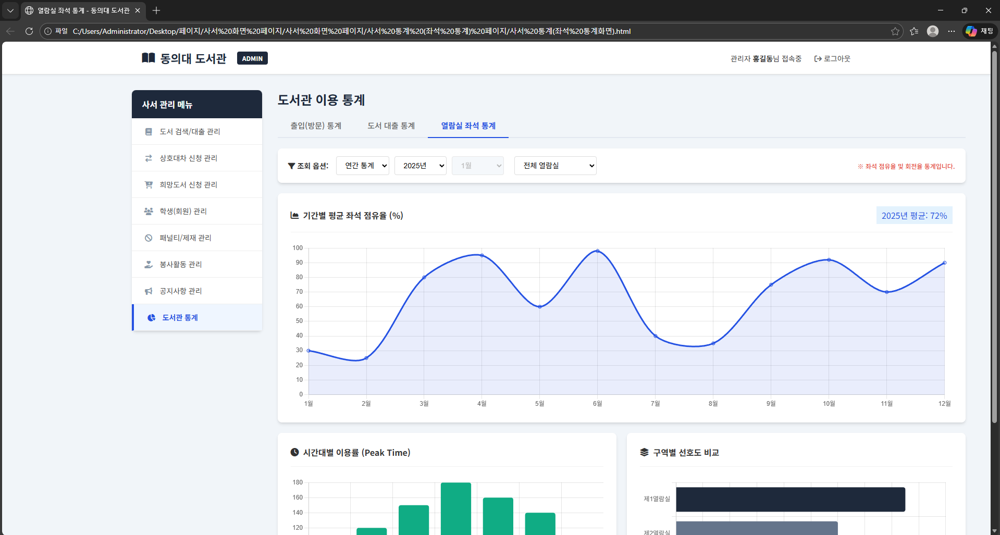 열람실 좌석 통계 - 동의대 도서관
파일 C:/Users/Administrator/Desktop/페이지/사서%20화면%20페이지/사서%20화면%20페이지/사서%20통계%20(좌석%20통계)%20페이지/사서%20통계(좌석%20통계화면).html
채팅
동의대 도서관 ADMIN
관리자 홍길동님 접속중 로그아웃
사서 관리 메뉴
도서 검색/대출 관리
상호대차 신청 관리
희망도서 신청 관리
학생(회원) 관리
패널티/제재 관리
봉사활동 관리
공지사항 관리
도서관 통계
도서관 이용 통계
출입(방문) 통계 도서 대출 통계 열람실 좌석 통계
조회 옵션: 연간 통계 2025년 1월 전체 열람실
※ 좌석 점유율 및 회전율 통계입니다.
기간별 평균 좌석 점유율 (%)
2025년 평균: 72%
100
90
80
70
60
50
40
30
20
10
0
1월 2월 3월 4월 5월 6월 7월 8월 9월 10월 11월 12월
시간대별 이용률 (Peak Time)
180
160
140
120
구역별 선호도 비교
제1열람실
제2열람실